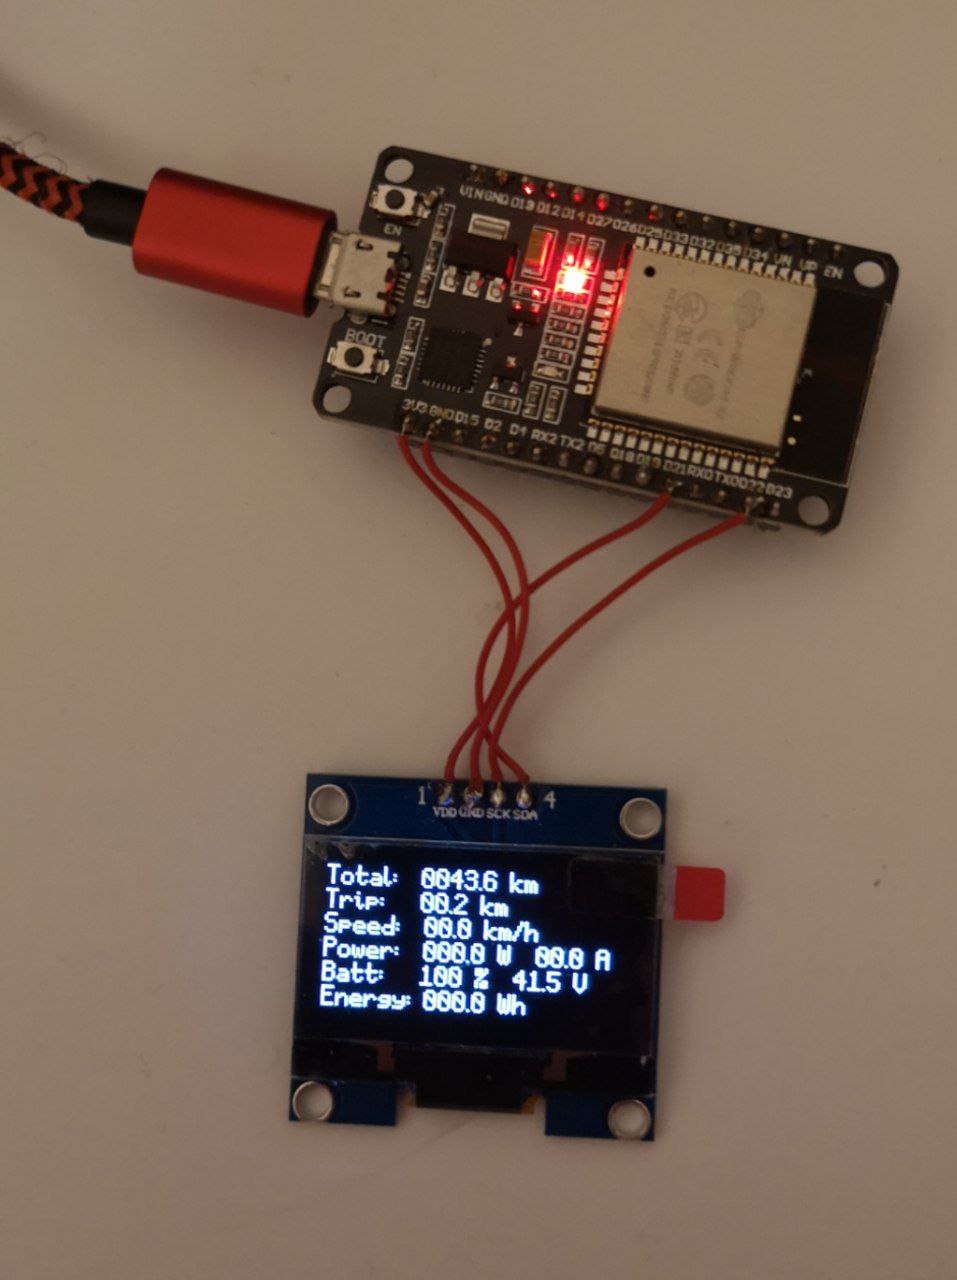 VIN GND D13 D12 D14 D27 D26 D25 D33 D32 D35 D34 VN VP EN
EN
BOOT
3V3 GND D15 D2 D4 RX2 TX2 D5 D18 D19 D21 RX0 TX0 D22 D23
1 4
VDD GND SCK SDA
Total: 0043.6 km
Trip: 00.2 km
Speed: 00.0 km/h
Power: 000.0 W 00.0 A
Batt: 100 % 41.5 V
Energy: 000.0 Wh